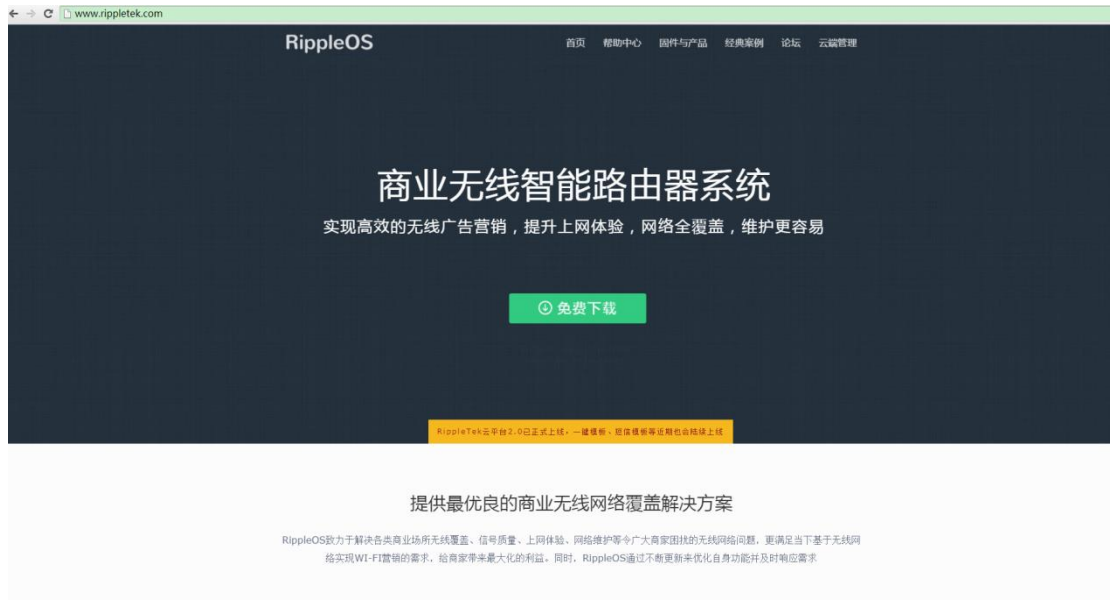 www.rippletek.com
RippleOS
首页 帮助中心 固件与产品 经典案例 论坛 云端管理
商业无线智能路由器系统
实现高效的无线广告营销，提升上网体验，网络全覆盖，维护更容易
免费下载
RippleTek云平台2.0已正式上线，一键模板、短信模板等近期也会陆续上线
提供最优良的商业无线网络覆盖解决方案
RippleOS致力于解决各类商业场所无线覆盖、信号质量、上网体验、网络维护等令广大商家困扰的无线网络问题，更满足当下基于无线网
络实现WI-FI营销的需求，给商家带来最大化的利益。同时，RippleOS通过不断更新来优化自身功能并及时响应需求